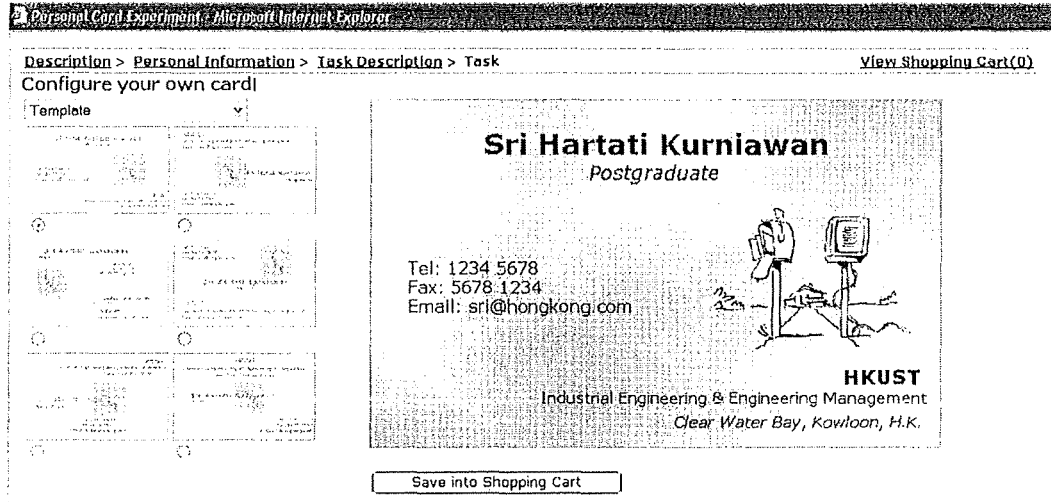 Personal Card Experiment - Microsoft Internet Explorer
Description > Personal Information > Task Description > Task
View Shopping Cart(0)
Configure your own card!
Template
Sri Hartati Kurniawan
Postgraduate
Tel: 1234 5678
Fax: 5678 1234
Email: sri@hongkong.com
HKUST
Industrial Engineering & Engineering Management
Clear Water Bay, Kowloon, H.K.
Save into Shopping Cart